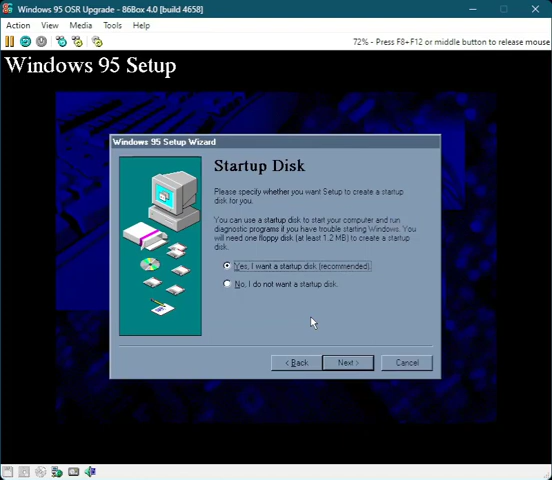 Windows 95 OSR Upgrade - 86Box 4.0 [build 4658]
Action View Media Tools Help
72% - Press F8+F12 or middle button to release mouse
Windows 95 Setup
Windows 95 Setup Wizard
Startup Disk
Please specify whether you want Setup to create a startup
disk for you.
You can use a startup disk to start your computer and run
diagnostic programs if you have trouble starting Windows. You
will need one floppy disk (at least 1.2 MB) to create a startup
disk.
Yes, I want a startup disk (recommended).
No, I do not want a startup disk.
< Back Next > Cancel